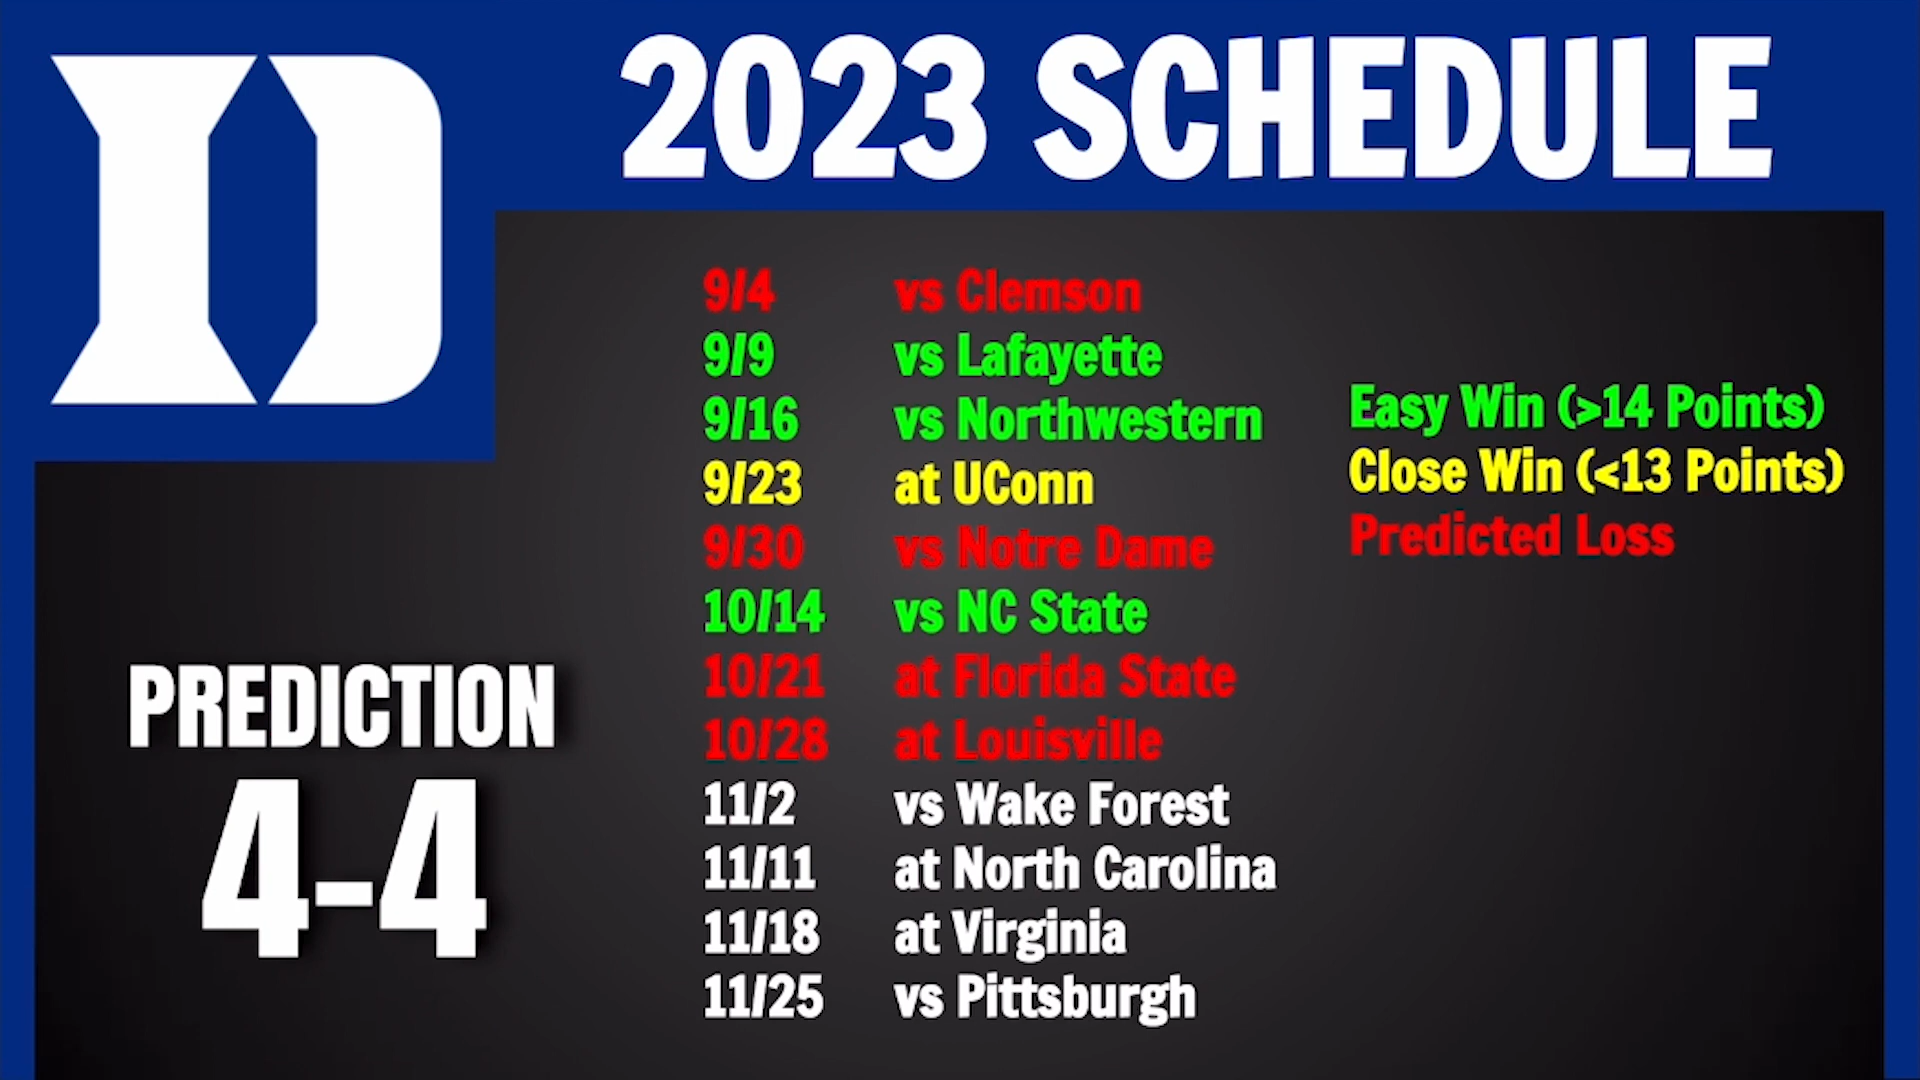 D
2023 SCHEDULE
9/4 vs Clemson
9/9 vs Lafayette
9/16 vs Northwestern
9/23 at UConn
9/30 vs Notre Dame
10/14 vs NC State
10/21 at Florida State
10/28 at Louisville
11/2 vs Wake Forest
11/11 at North Carolina
11/18 at Virginia
11/25 vs Pittsburgh
Easy Win (>14 Points)
Close Win (<13 Points)
Predicted Loss
PREDICTION
4-4